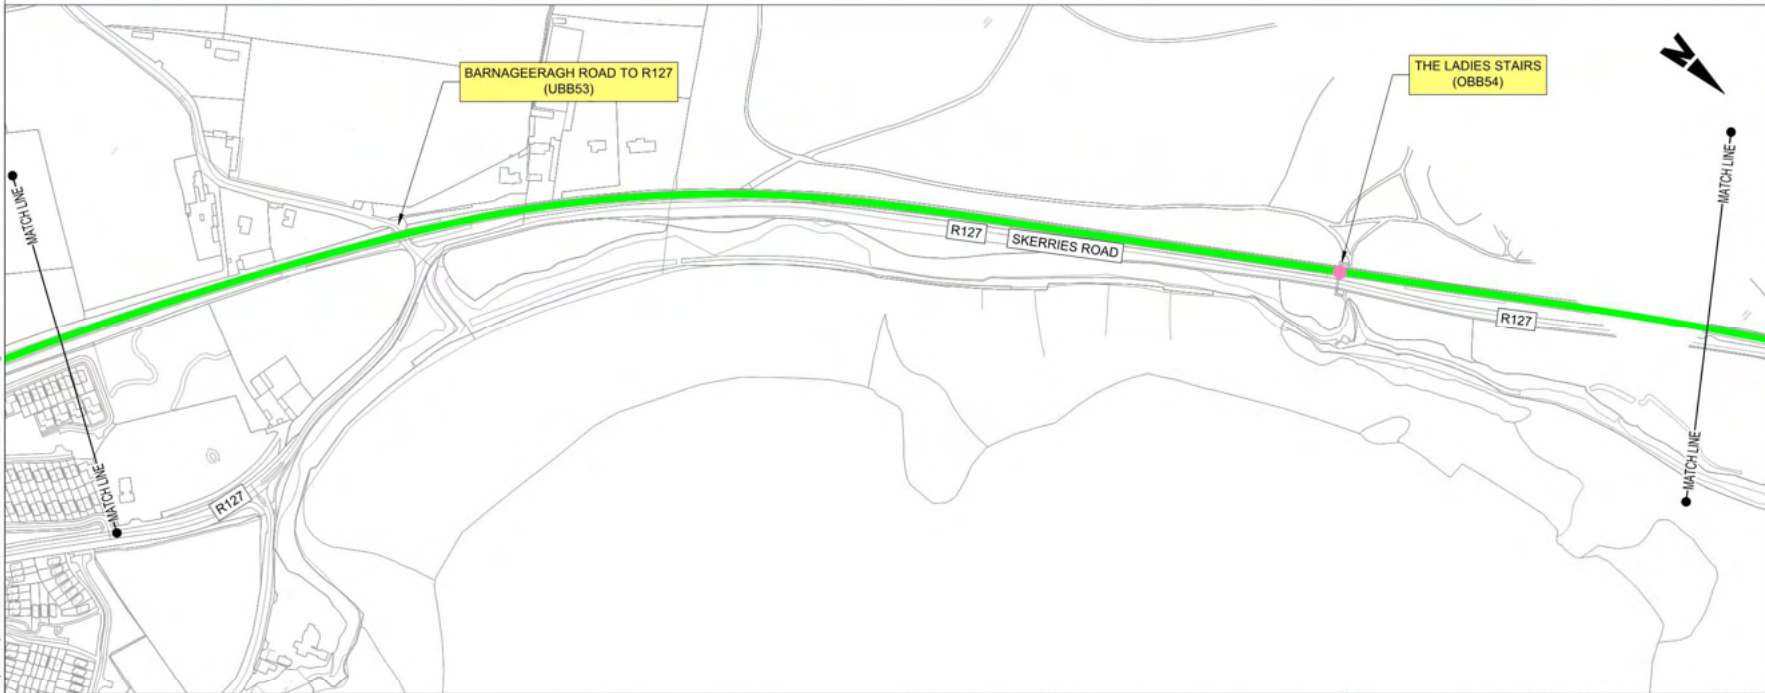 BARNAGEERAGH ROAD TO R127
(UBB53)
THE LADIES STAIRS
(OBB54)
N
MATCH LINE
MATCH LINE
R127
SKERRIES ROAD
R127
MATCH LINE
MATCH LINE
R127